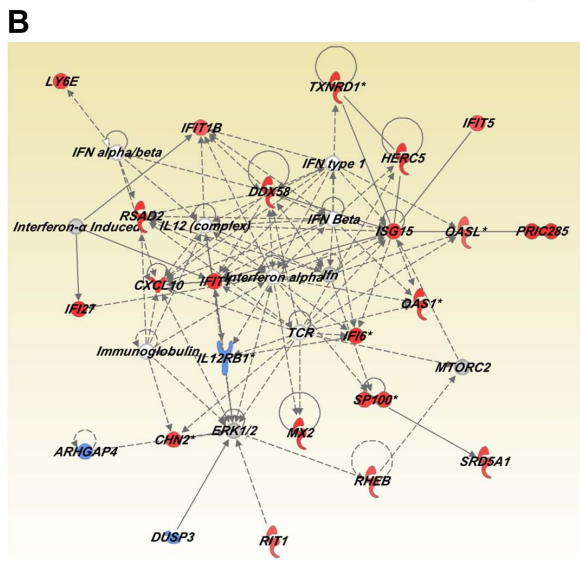 B
LY6E
TXNRD1*
IFIT1B
IFIT5
IFN alpha/beta
IFN type 1
HERC5
DDX58
RSAD2
IFN Beta
Interferon-α Induced
IL12 (complex)
ISG15
OASL*
PRIC285
CXCL10
IFIT
Interferon alpha
Ifn
IFI27*
OAS1*
TCR
IFI6*
Immunoglobulin
IL12RB1*
MTORC2
SP100*
CHN2*
ERK1/2
MX2
ARHGAP4
SRD5A1
RHEB
DUSP3
RIT1